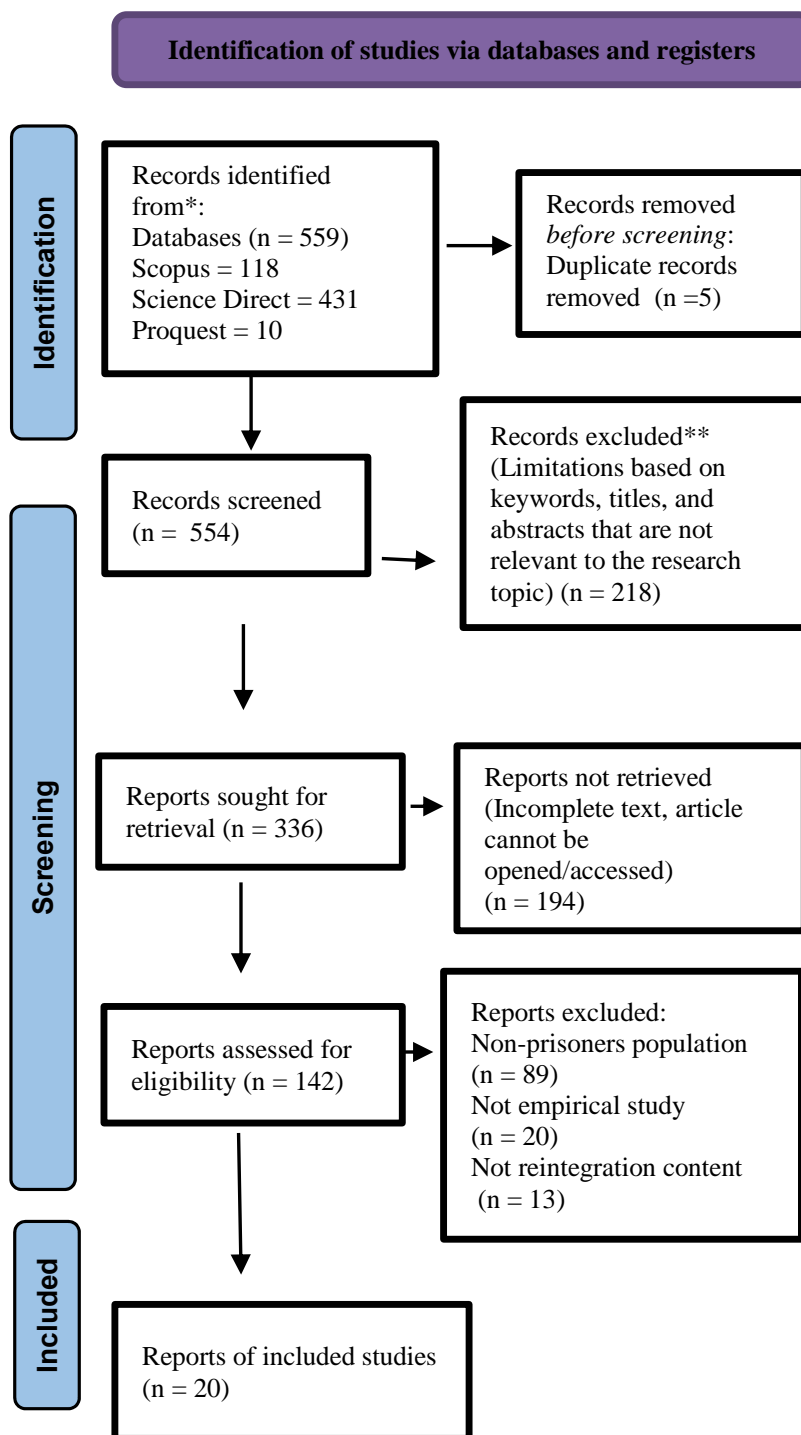 Identification of studies via databases and registers
Identification
Records identified
from*:
Databases (n = 559)
Scopus = 118
Science Direct = 431
Proquest = 10
Records removed
before screening:
Duplicate records
removed  (n =5)
Screening
Records screened
(n =  554)
Records excluded**
(Limitations based on
keywords, titles, and
abstracts that are not
relevant to the research
topic) (n = 218)
Reports sought for
retrieval (n = 336)
Reports not retrieved
(Incomplete text, article
cannot be
opened/accessed)
(n = 194)
Reports assessed for
eligibility (n = 142)
Reports excluded:
Non-prisoners population
(n = 89)
Not empirical study
(n = 20)
Not reintegration content
(n = 13)
Included
Reports of included studies
(n = 20)